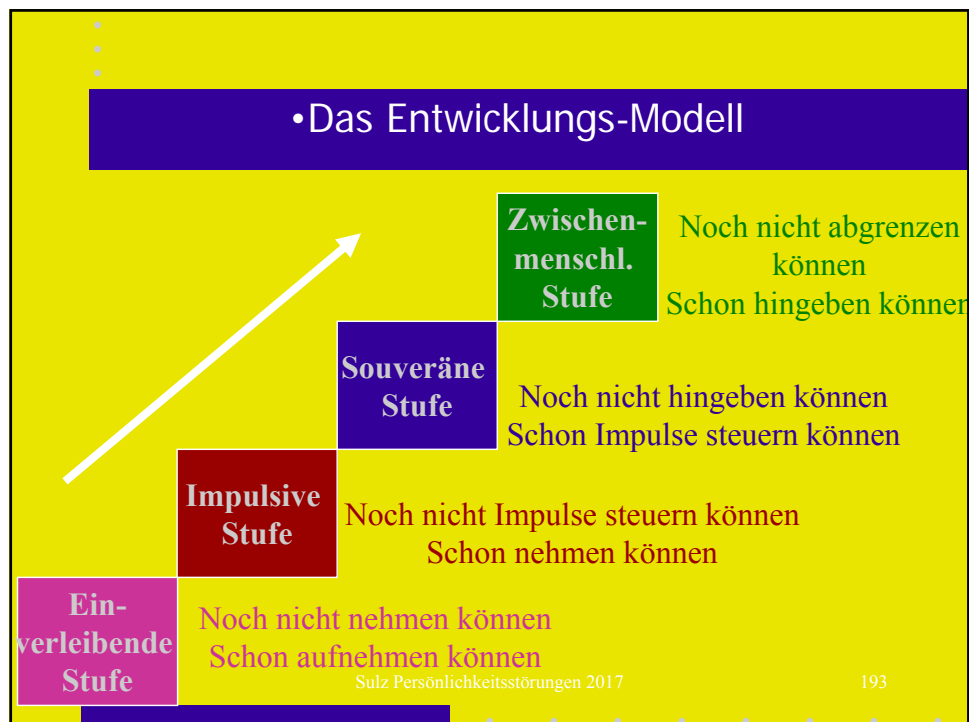 •Das Entwicklungs-Modell
Zwischen-
menschl.
Stufe
Noch nicht abgrenzen
können
Schon hingeben können
Souveräne
Stufe
Noch nicht hingeben können
Schon Impulse steuern können
Impulsive
Stufe
Noch nicht Impulse steuern können
Schon nehmen können
Ein-
verleibende
Stufe
Noch nicht nehmen können
Schon aufnehmen können
Sulz Persönlichkeitsstörungen 2017
193